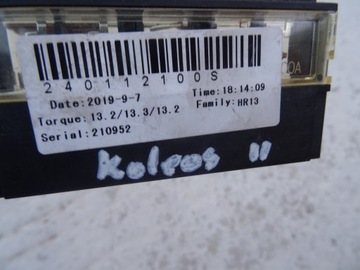 240112100S
Date:2019-9-7 Time:18:14:09
Torque:13.2/13.3/13.2 Family:HR13
Serial:210952
Koleos II